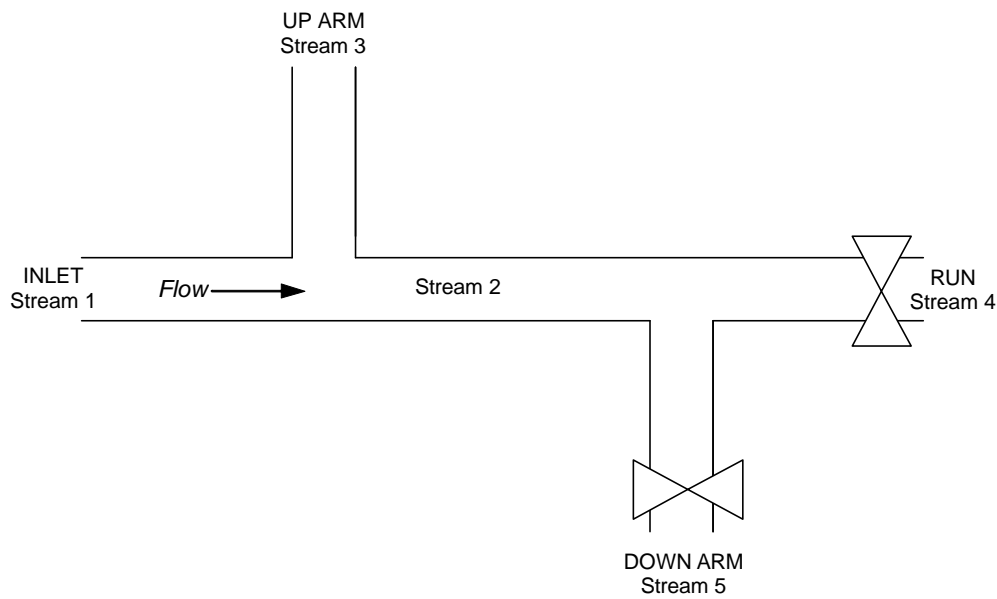 UP ARM
Stream 3
INLET
Stream 1
Flow
Stream 2
RUN
Stream 4
DOWN ARM
Stream 5